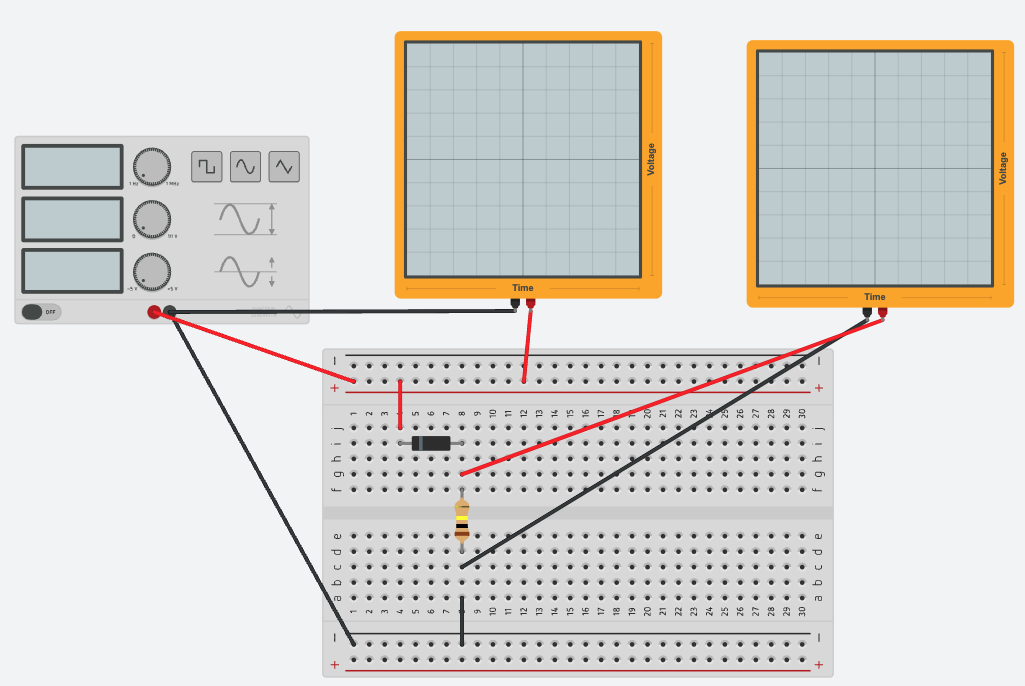 1 Hz 1 MHz
0 10 V
-5 V +5 V
OFF
Voltage
Time
Voltage
Time
− −
+ +
1 2 3 4 5 6 7 8 9 10 11 12 13 14 15 16 17 18 19 20 21 22 23 24 25 26 27 28 29 30
j j
i i
h h
g g
f f
e e
d d
c c
b b
a a
1 2 3 4 5 6 7 8 9 10 11 12 13 14 15 16 17 18 19 20 21 22 23 24 25 26 27 28 29 30
− −
+ +